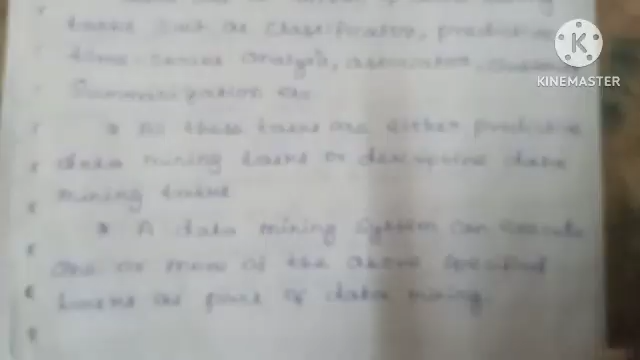 tasks such as classification, predictive
time-series analysis, association,
Summarization etc
* All these tasks are either predictive
data mining tasks or descriptive data
mining tasks
* A data mining system can execute
one or more of the above specified
tasks as part of data mining.
K
KINEMASTER